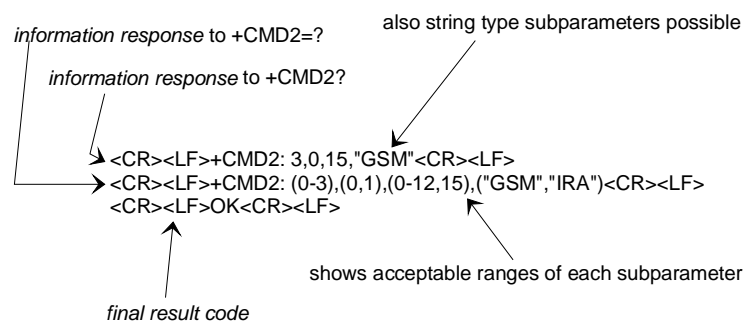 also string type subparameters possible
information response to +CMD2=?
information response to +CMD2?
<CR><LF>+CMD2: 3,0,15,"GSM"<CR><LF>
<CR><LF>+CMD2: (0-3),(0,1),(0-12,15),("GSM","IRA")<CR><LF>
<CR><LF>OK<CR><LF>
shows acceptable ranges of each subparameter
final result code